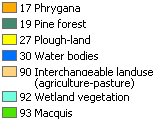 17 Phrygana
19 Pine forest
27 Plough-land
30 Water bodies
90 Interchangeable landuse
(agriculture-pasture)
92 Wetland vegetation
93 Macquis